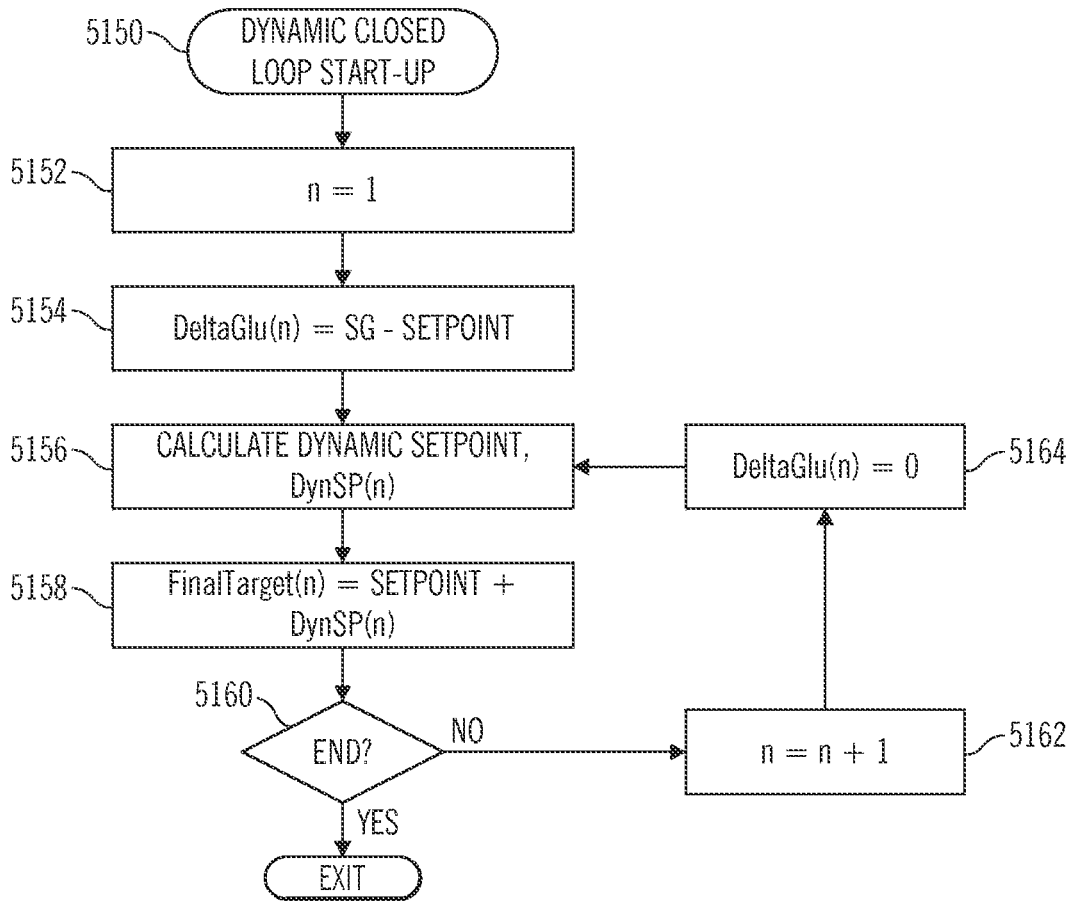 5150
DYNAMIC CLOSED
LOOP START-UP
5152
n = 1
5154
DeltaGlu(n) = SG - SETPOINT
5156
CALCULATE DYNAMIC SETPOINT,
DynSP(n)
DeltaGlu(n) = 0
5164
5158
FinalTarget(n) = SETPOINT +
DynSP(n)
5160
END?
NO
n = n + 1
5162
YES
EXIT